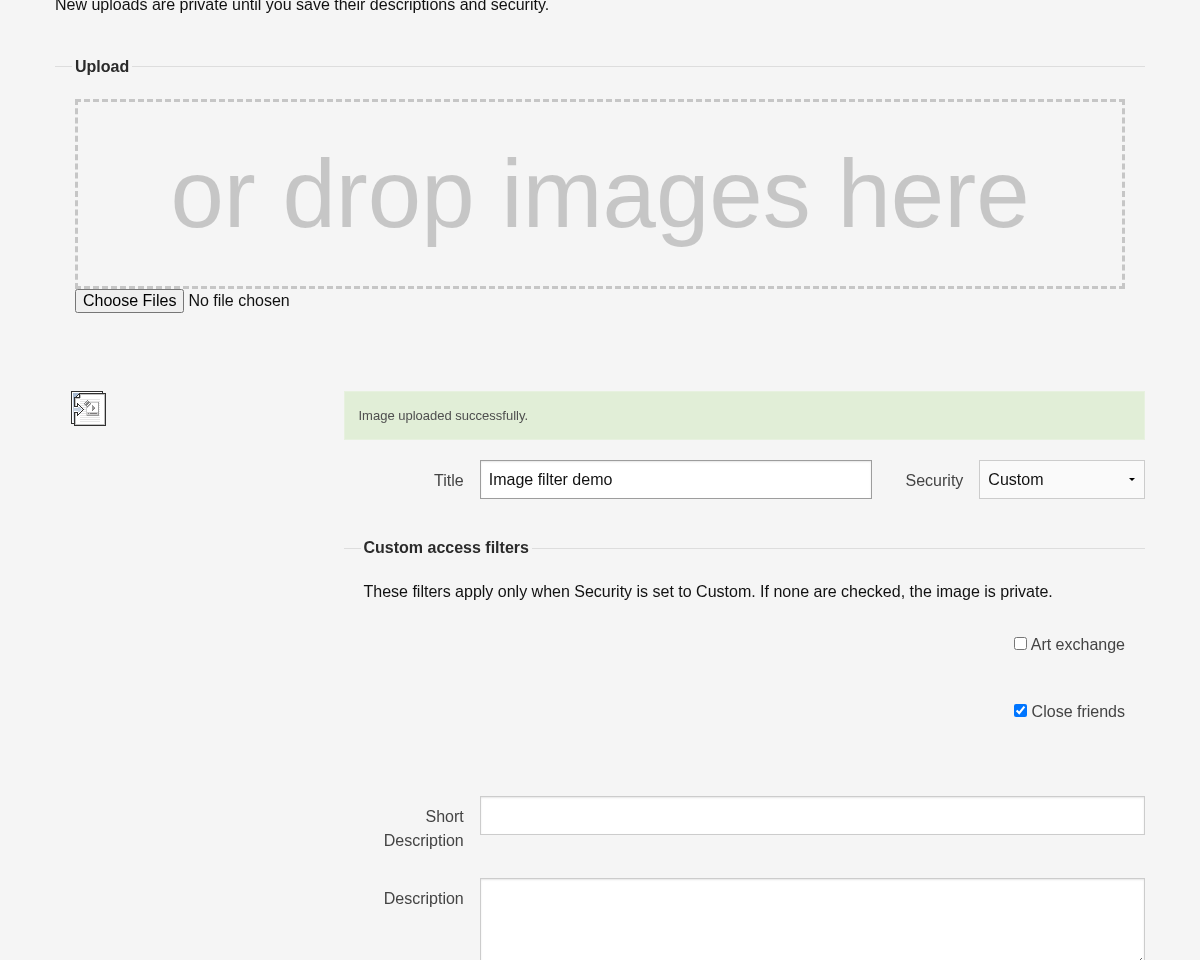 New uploads are private until you save their descriptions and security.
Upload
or drop images here
Choose Files No file chosen
Image uploaded successfully.
Title Image filter demo Security Custom
Custom access filters
These filters apply only when Security is set to Custom. If none are checked, the image is private.
Art exchange
Close friends
Short
Description
Description